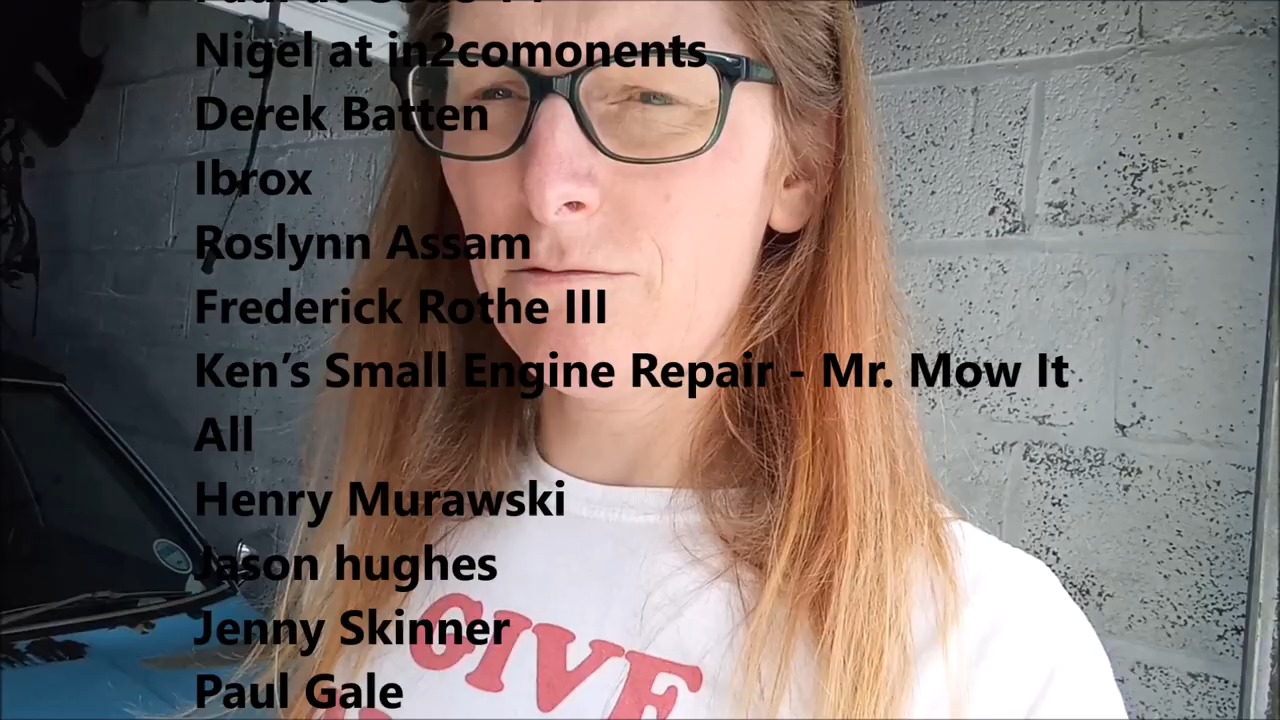 Nigel at in2comonents
Derek Batten
Ibrox
Roslynn Assam
Frederick Rothe III
Ken’s Small Engine Repair - Mr. Mow It
All
Henry Murawski
Jason hughes
Jenny Skinner
Paul Gale
GIVE